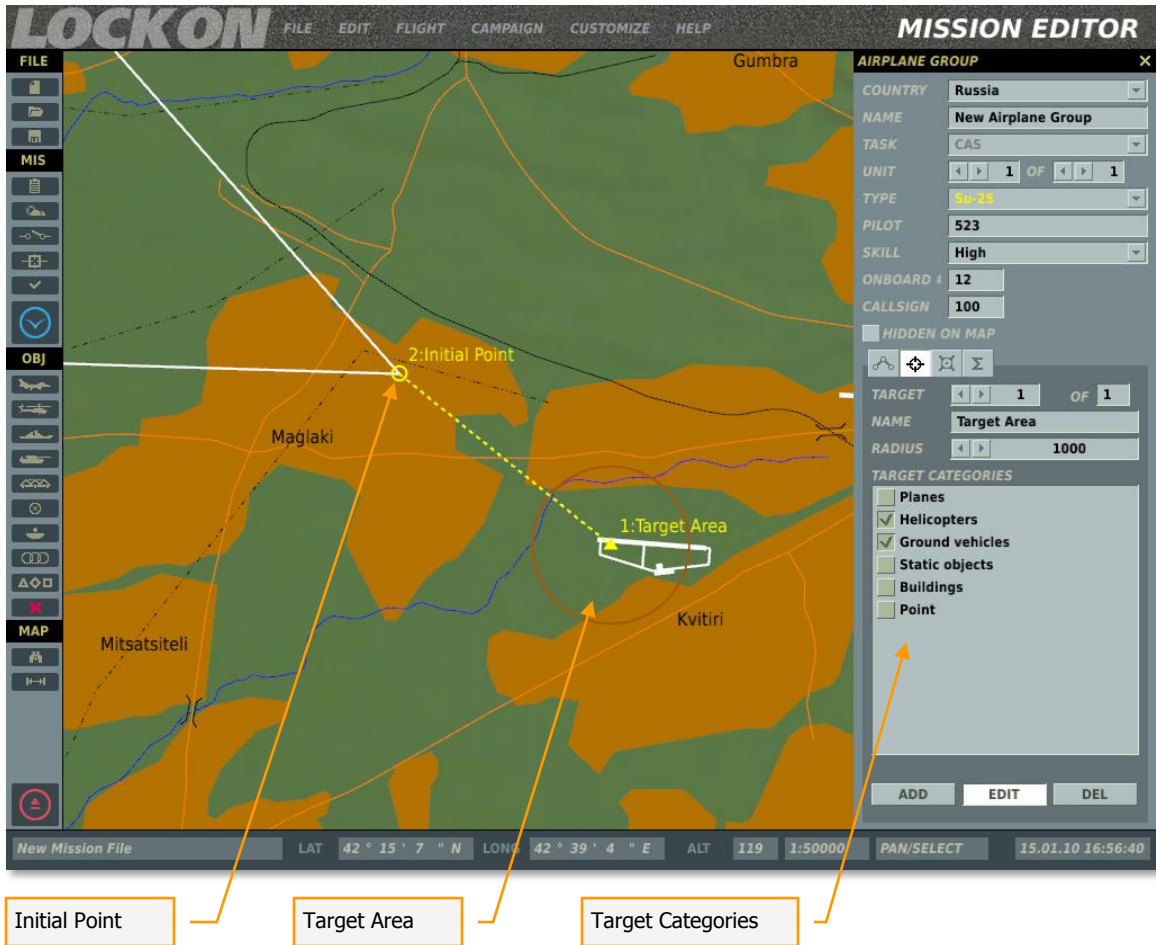 LOCKON FILE EDIT FLIGHT CAMPAIGN CUSTOMIZE HELP MISSION EDITOR
FILE
MIS
OBJ
MAP
Gumbra
2:Initial Point
Maglaki
1:Target Area
Kvitiri
Mitsatsiteli
AIRPLANE GROUP X
COUNTRY Russia
NAME New Airplane Group
TASK CAS
UNIT 1 OF 1
TYPE Su-25
PILOT 523
SKILL High
ONBOARD # 12
CALLSIGN 100
HIDDEN ON MAP
Σ
TARGET 1 OF 1
NAME Target Area
RADIUS 1000
TARGET CATEGORIES
Planes
Helicopters
Ground vehicles
Static objects
Buildings
Point
ADD EDIT DEL
New Mission File LAT 42 ° 15 ' 7 " N LONG 42 ° 39 ' 4 " E ALT 119 1:50000 PAN/SELECT 15.01.10 16:56:40
Initial Point Target Area Target Categories